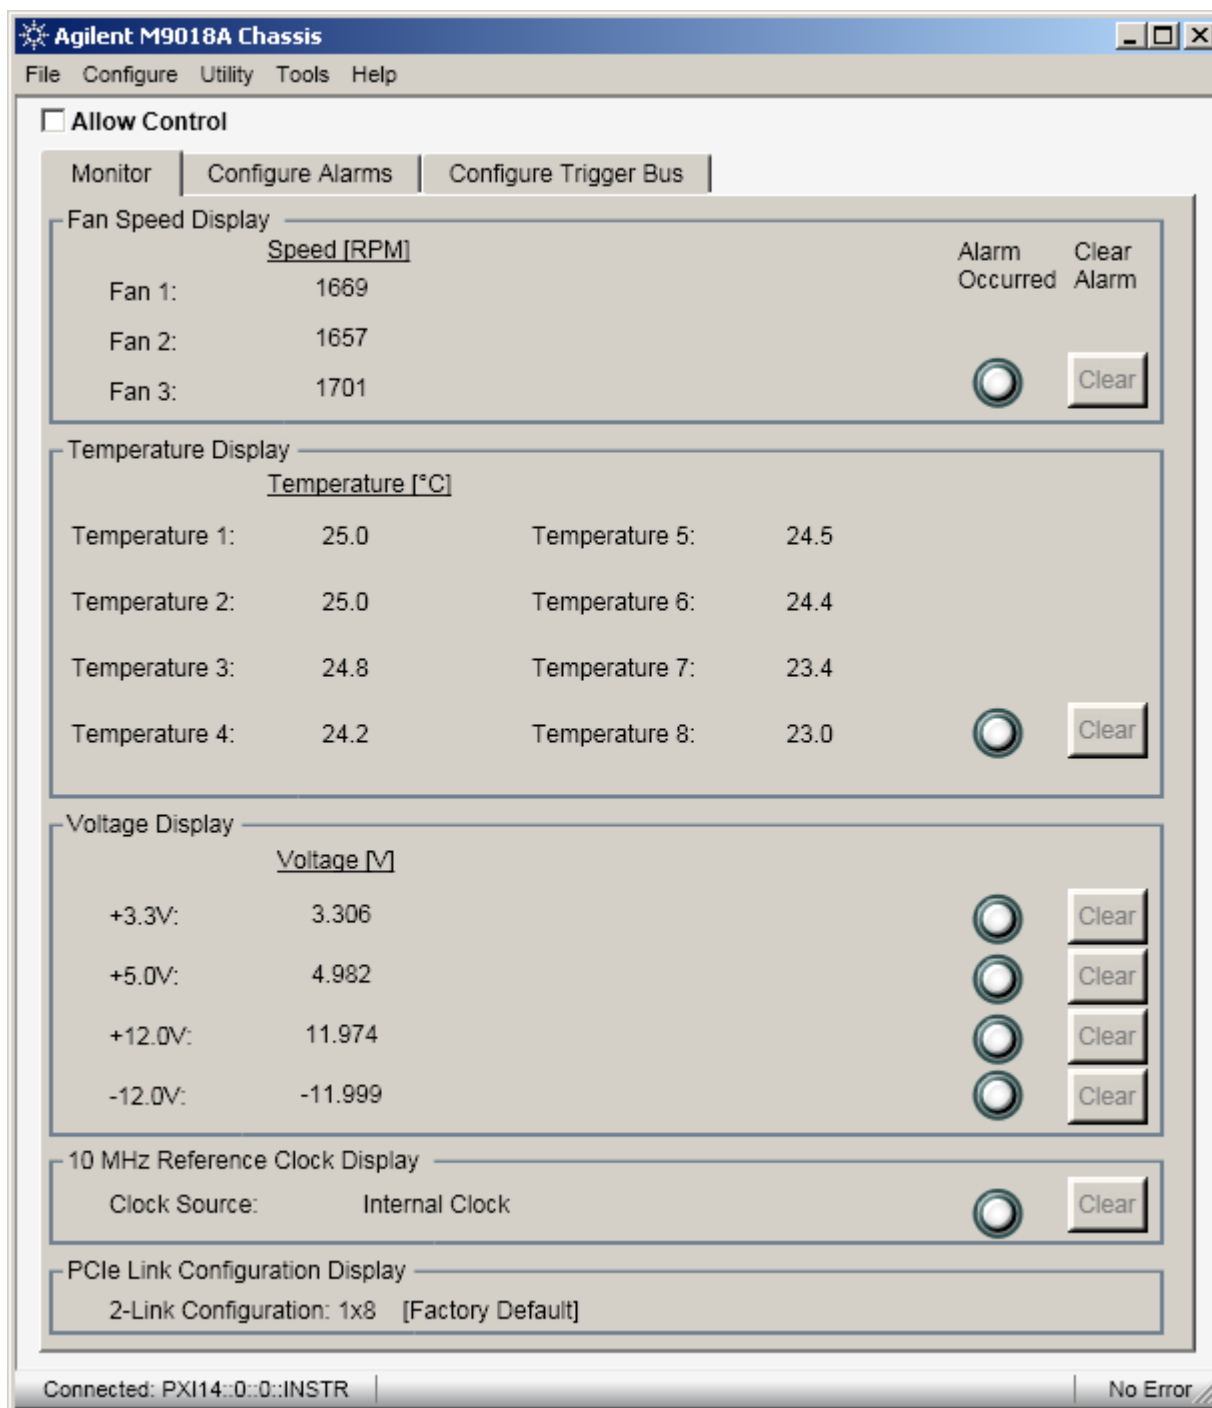 Agilent M9018A Chassis
File Configure Utility Tools Help
Allow Control
Monitor Configure Alarms Configure Trigger Bus
Fan Speed Display
Speed [RPM] Alarm Occurred Clear Alarm
Fan 1: 1669
Fan 2: 1657
Fan 3: 1701 Clear
Temperature Display
Temperature [°C]
Temperature 1: 25.0 Temperature 5: 24.5
Temperature 2: 25.0 Temperature 6: 24.4
Temperature 3: 24.8 Temperature 7: 23.4
Temperature 4: 24.2 Temperature 8: 23.0 Clear
Voltage Display
Voltage [V]
+3.3V: 3.306 Clear
+5.0V: 4.982 Clear
+12.0V: 11.974 Clear
-12.0V: -11.999 Clear
10 MHz Reference Clock Display
Clock Source: Internal Clock Clear
PCIe Link Configuration Display
2-Link Configuration: 1x8 [Factory Default]
Connected: PXI14::0::0::INSTR No Error